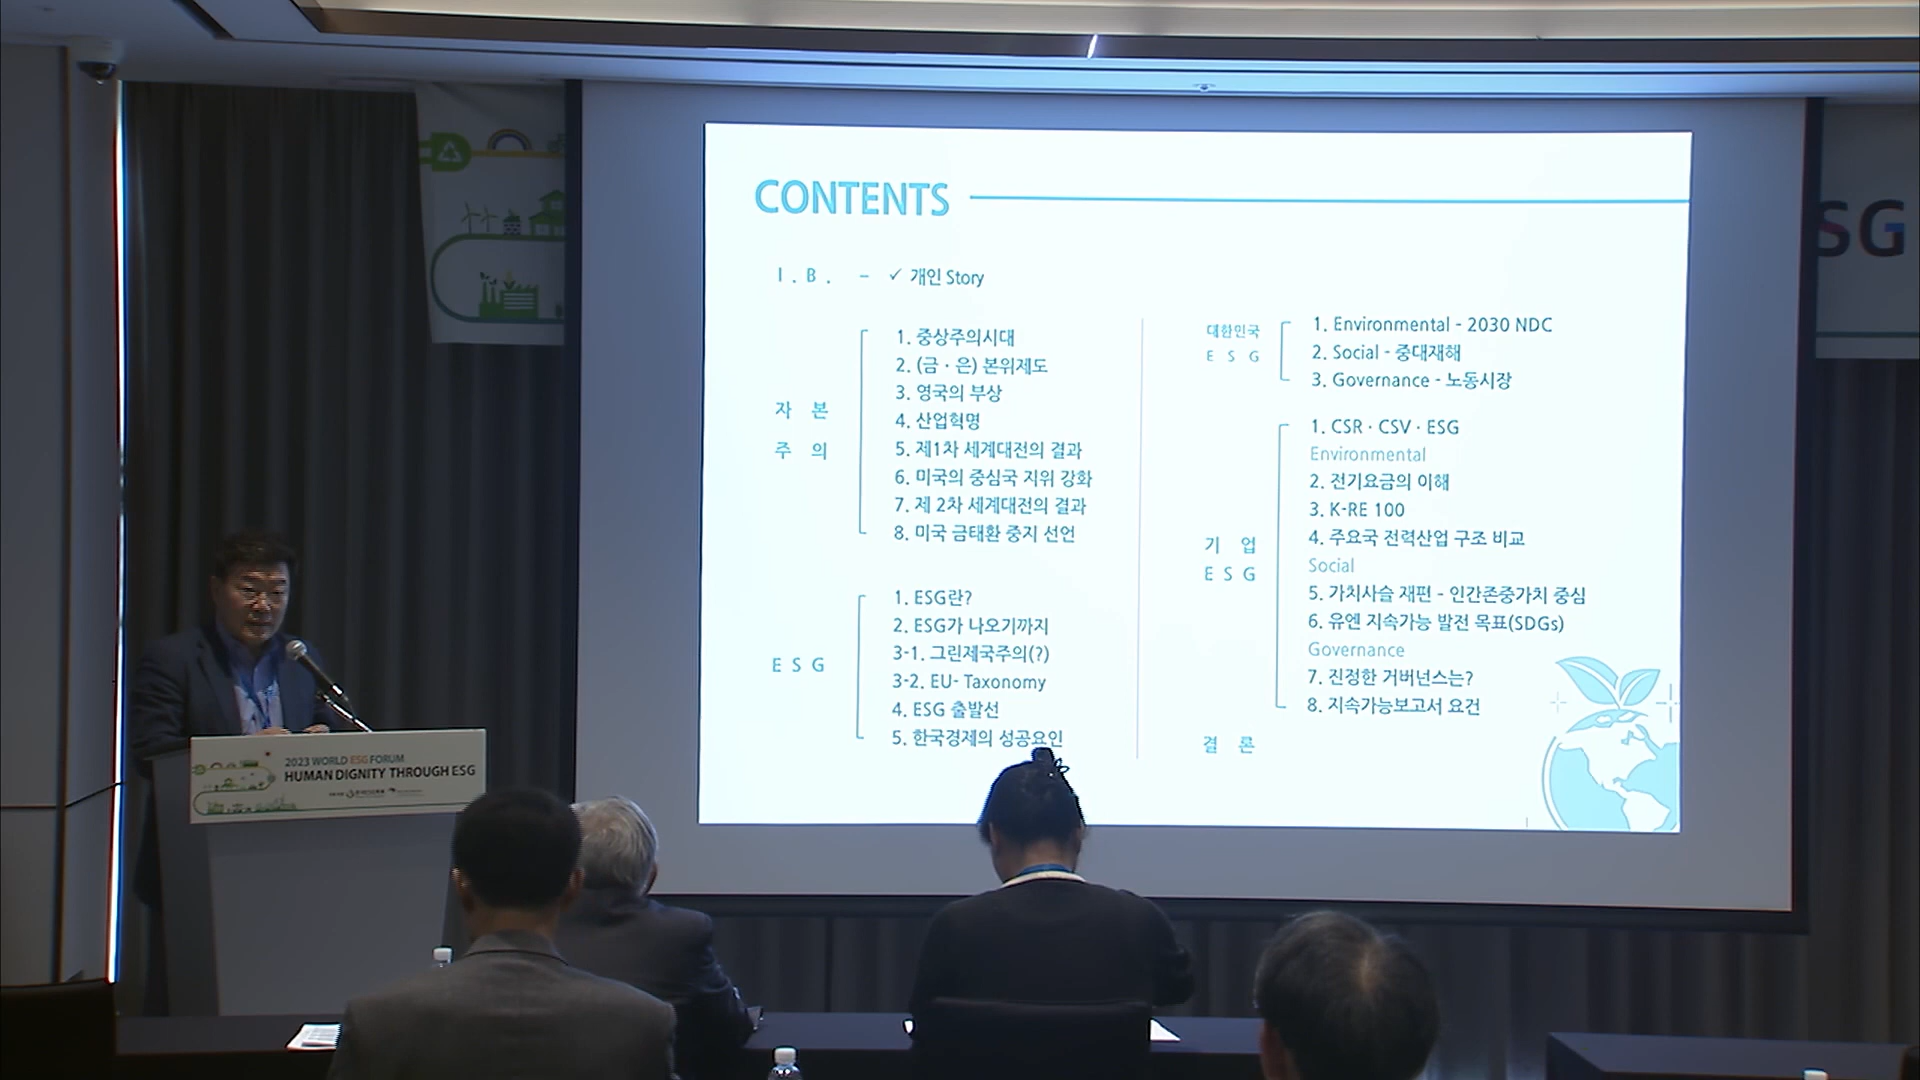 CONTENTS
I.B. - ✓ 개인 Story
자 본
주 의
1. 중상주의시대
2. (금 · 은) 본위제도
3. 영국의 부상
4. 산업혁명
5. 제1차 세계대전의 결과
6. 미국의 중심국 지위 강화
7. 제 2차 세계대전의 결과
8. 미국 금태환 중지 선언
E S G
1. ESG란?
2. ESG가 나오기까지
3-1. 그린제국주의(?)
3-2. EU- Taxonomy
4. ESG 출발선
5. 한국경제의 성공요인
대한민국
E S G
1. Environmental - 2030 NDC
2. Social - 중대재해
3. Governance - 노동시장
기 업
E S G
1. CSR · CSV · ESG
Environmental
2. 전기요금의 이해
3. K-RE 100
4. 주요국 전력산업 구조 비교
Social
5. 가치사슬 재편 - 인간존중가치 중심
6. 유엔 지속가능 발전 목표(SDGs)
Governance
7. 진정한 거버넌스는?
8. 지속가능보고서 요건
결 론
SG
2023 WORLD ESG FORUM
HUMAN DIGNITY THROUGH ESG